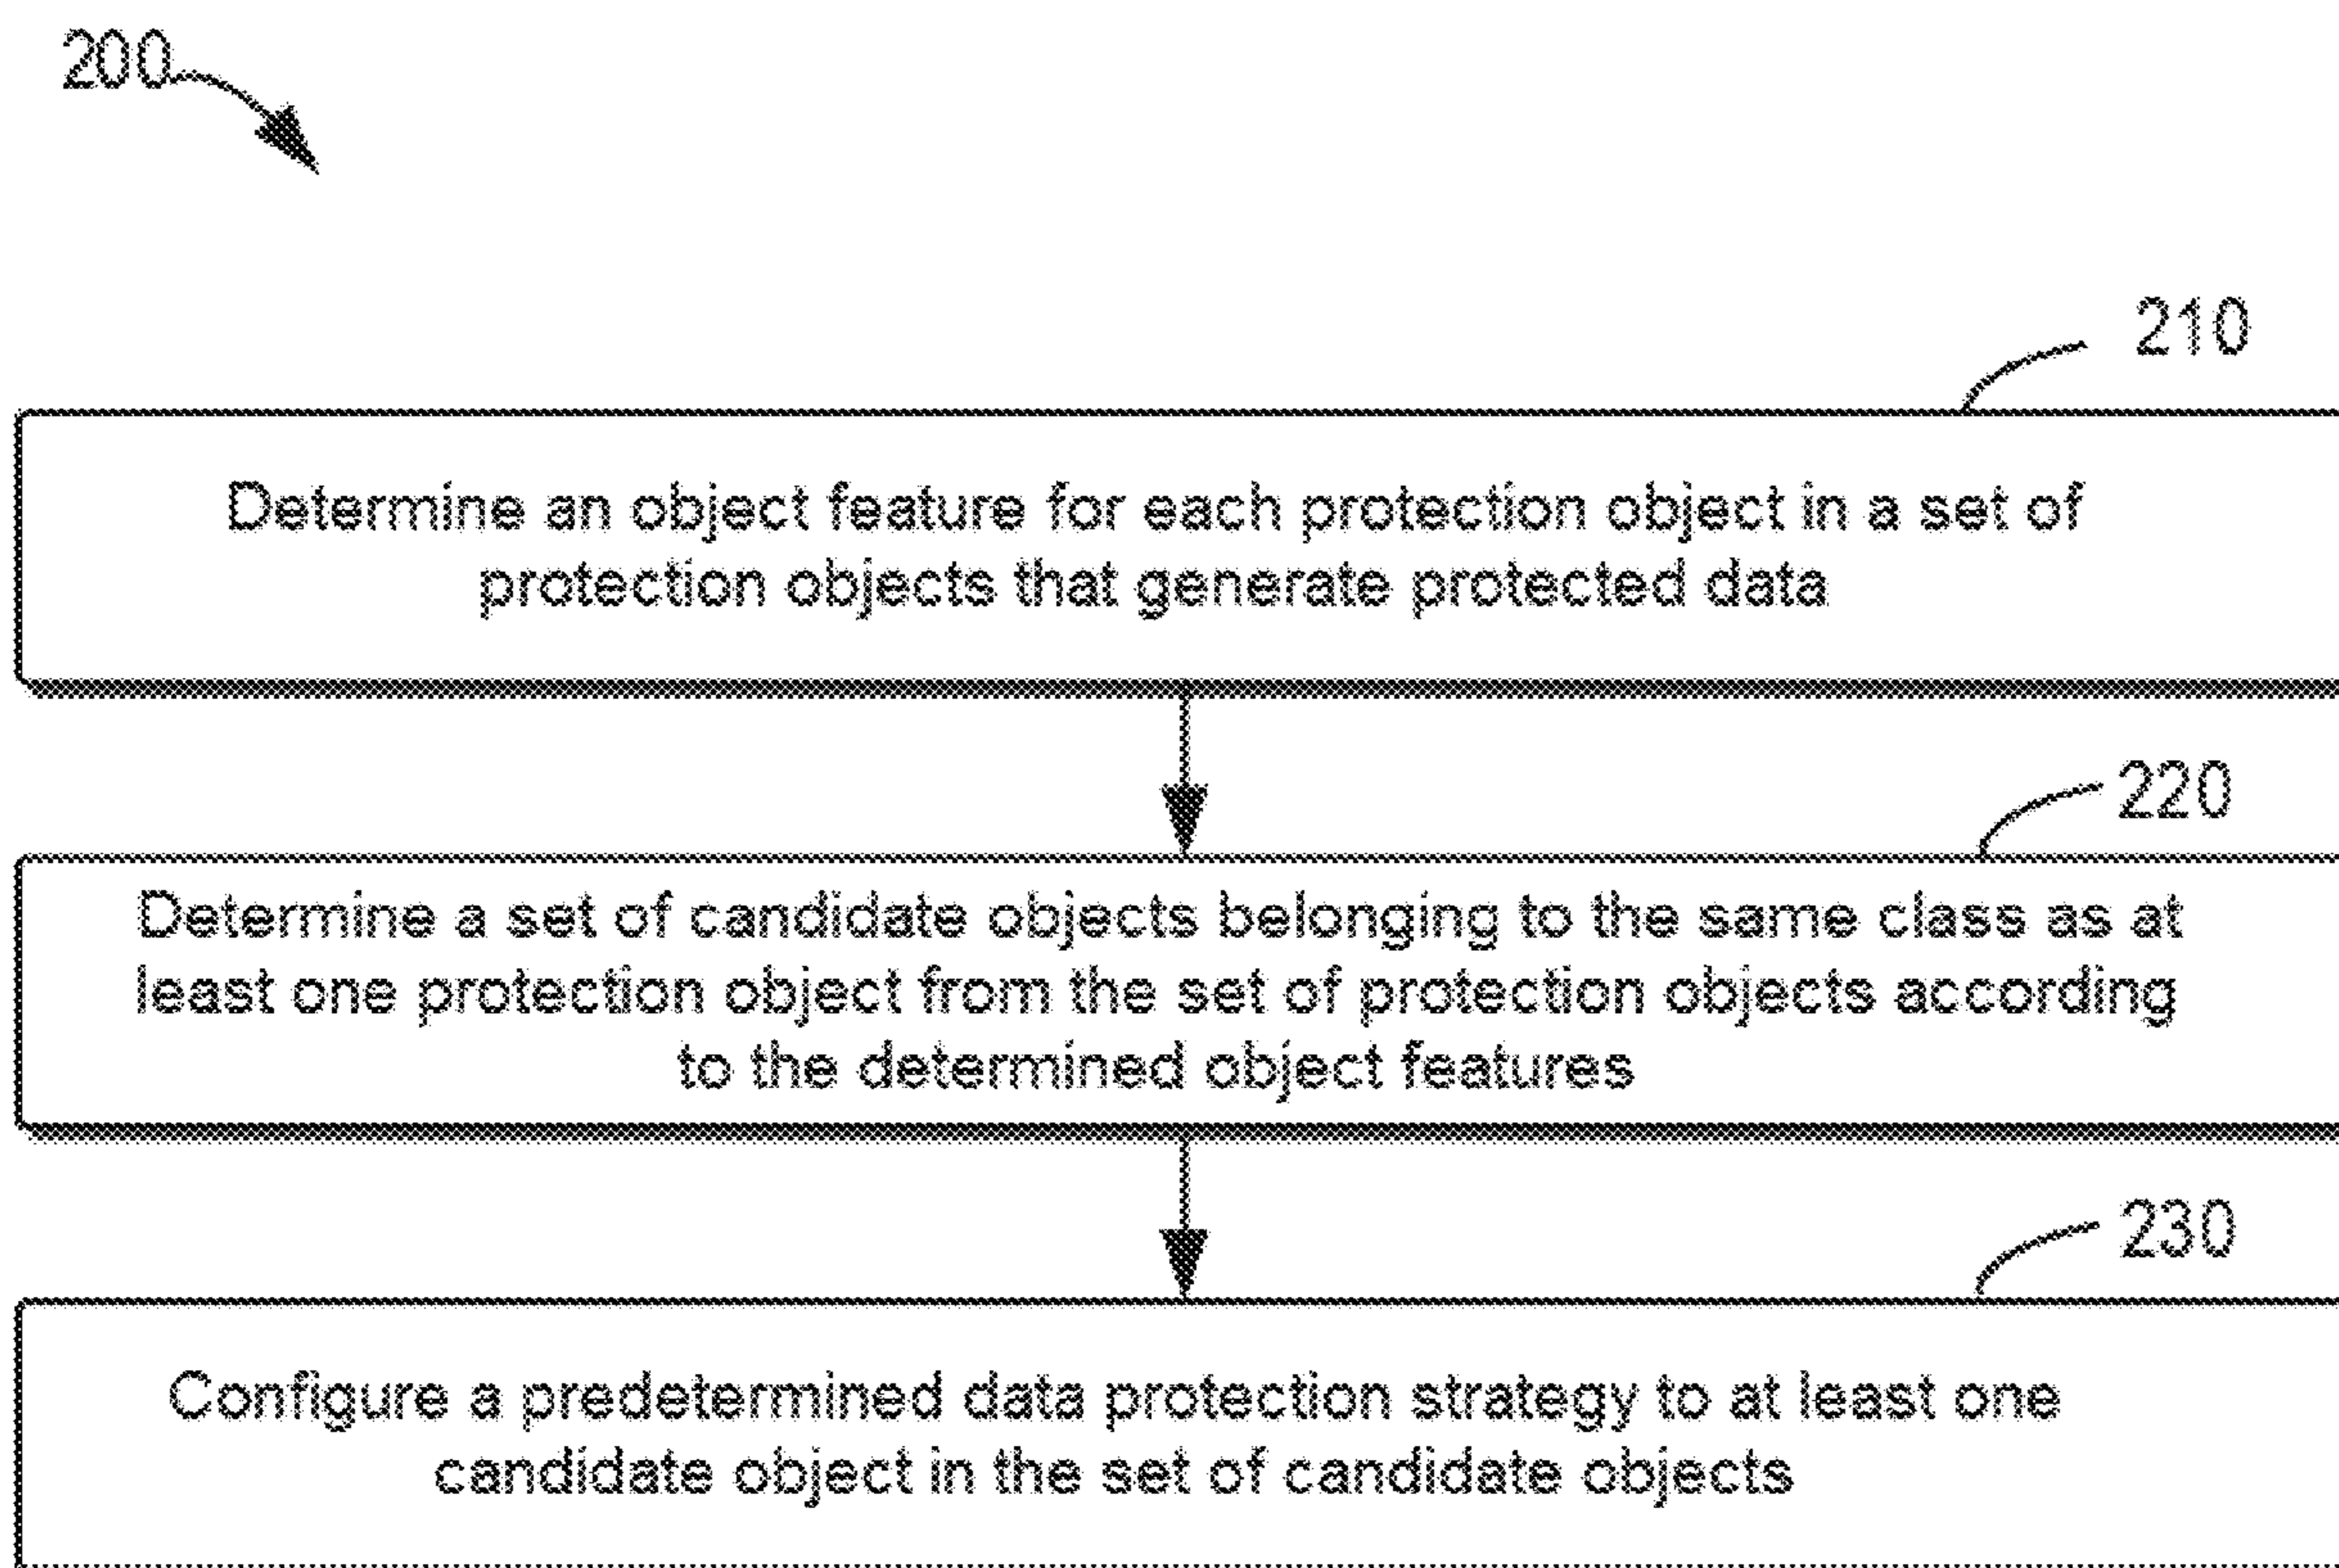 200
210
Determine an object feature for each protection object in a set of
protection objects that generate protected data
220
Determine a set of candidate objects belonging to the same class as at
least one protection object from the set of protection objects according
to the determined object features
230
Configure a predetermined data protection strategy to at least one
candidate object in the set of candidate objects